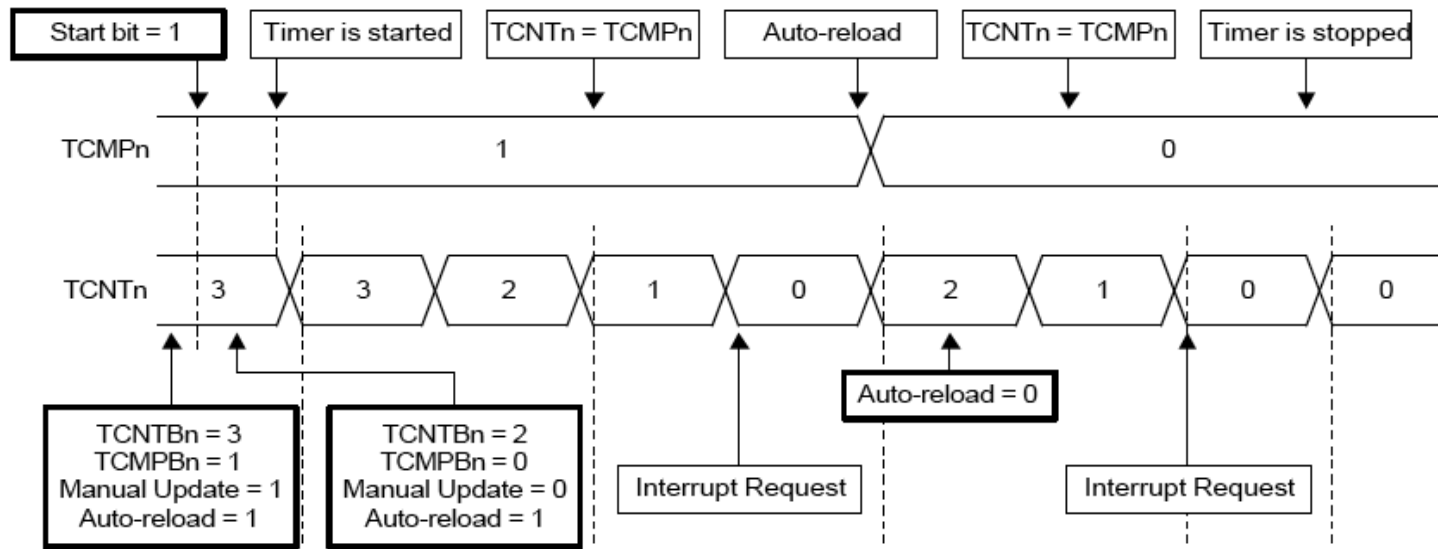 Start bit = 1
Timer is started
TCNTn = TCMPn
Auto-reload
TCNTn = TCMPn
Timer is stopped
TCMPn
1
0
TCNTn
3
3
2
1
0
2
1
0
0
Auto-reload = 0
TCNTBn = 3
TCMPBn = 1
Manual Update = 1
Auto-reload = 1
TCNTBn = 2
TCMPBn = 0
Manual Update = 0
Auto-reload = 1
Interrupt Request
Interrupt Request